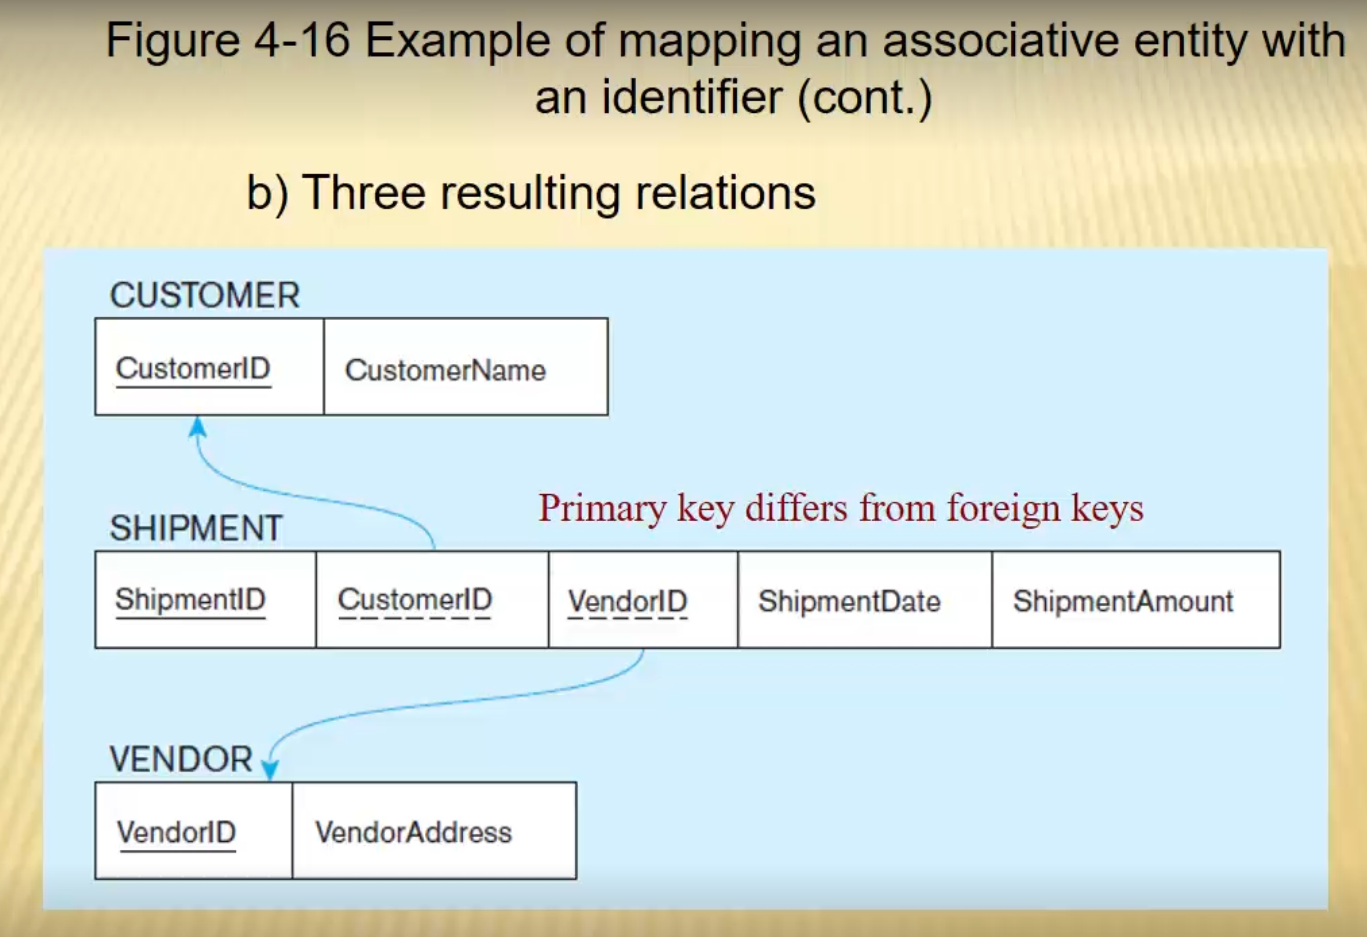 Figure 4-16 Example of mapping an associative entity with
an identifier (cont.)
b) Three resulting relations
CUSTOMER
CustomerID CustomerName
Primary key differs from foreign keys
SHIPMENT
ShipmentID CustomerID VendorID ShipmentDate ShipmentAmount
VENDOR
VendorID VendorAddress